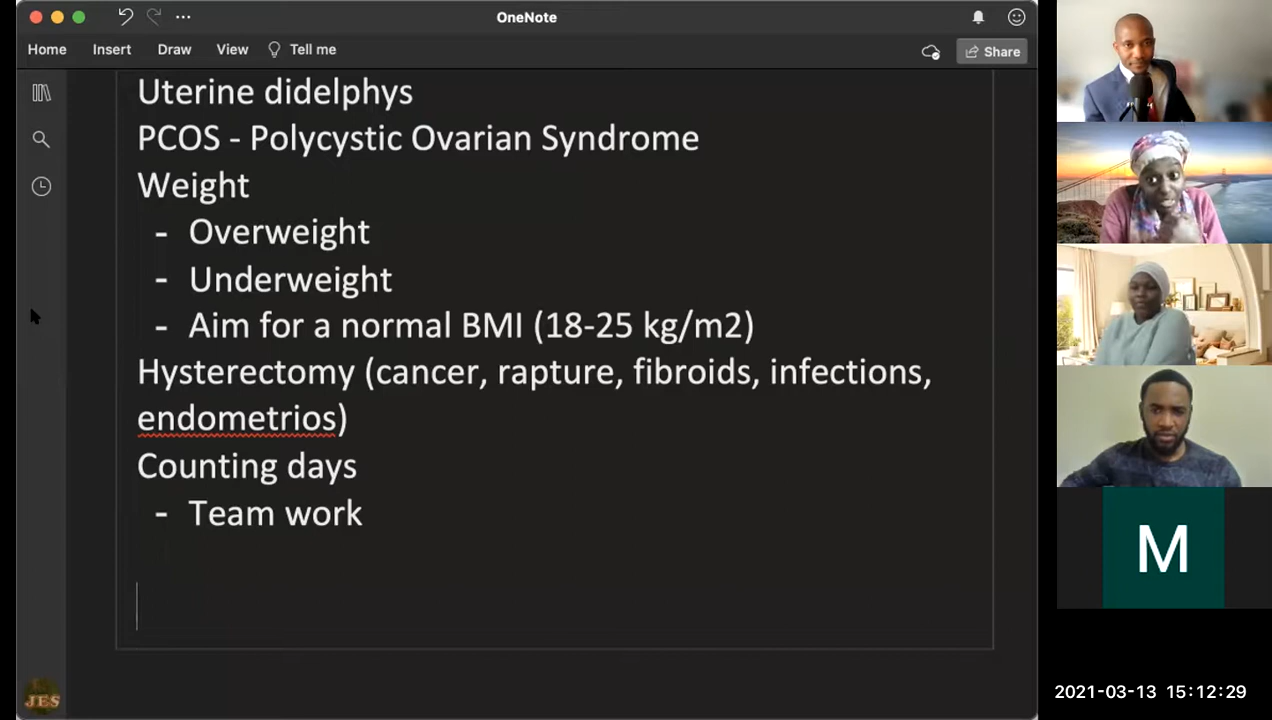 OneNote
Home Insert Draw View Tell me
Share
Uterine didelphys
PCOS - Polycystic Ovarian Syndrome
Weight
- Overweight
- Underweight
- Aim for a normal BMI (18-25 kg/m2)
Hysterectomy (cancer, rapture, fibroids, infections,
endometrios)
Counting days
- Team work
JES
M
2021-03-13 15:12:29